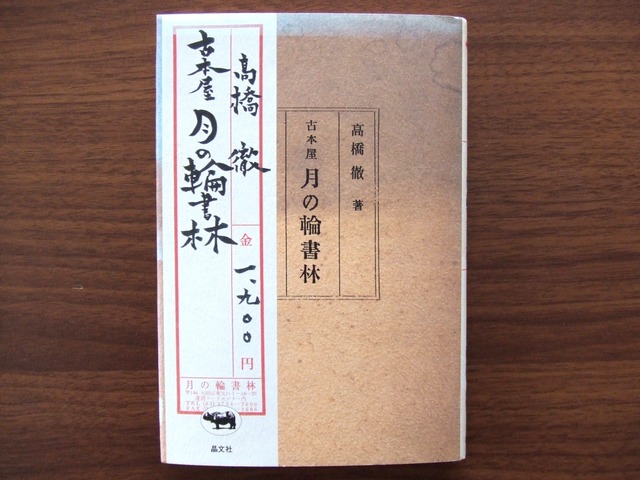 高橋徹 著
古本屋
月の輪書林
高橋 徹
古本屋
月の輪書林
金 一、九〇〇 円
月の輪書林
晶文社